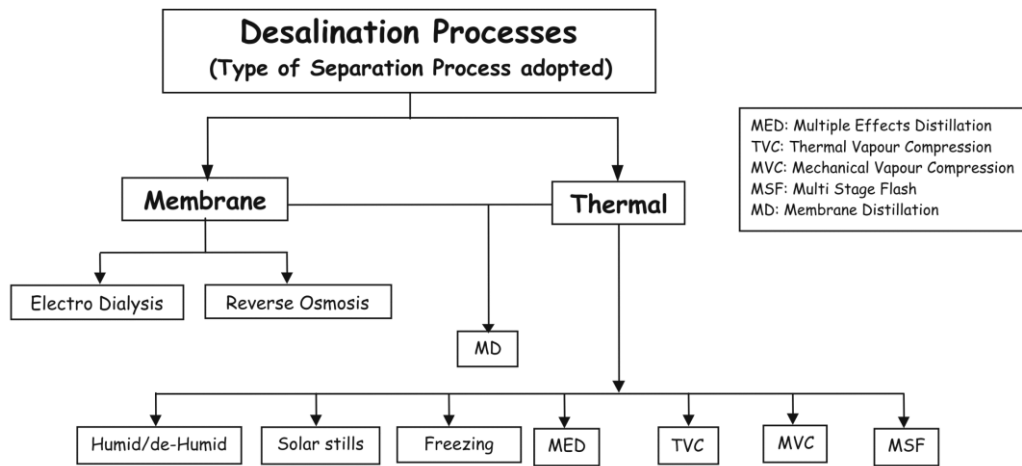 Desalination Processes
(Type of Separation Process adopted)
MED: Multiple Effects Distillation
TVC: Thermal Vapour Compression
MVC: Mechanical Vapour Compression
MSF: Multi Stage Flash
MD: Membrane Distillation
Membrane
Thermal
Electro Dialysis
Reverse Osmosis
MD
Humid/de-Humid
Solar stills
Freezing
MED
TVC
MVC
MSF